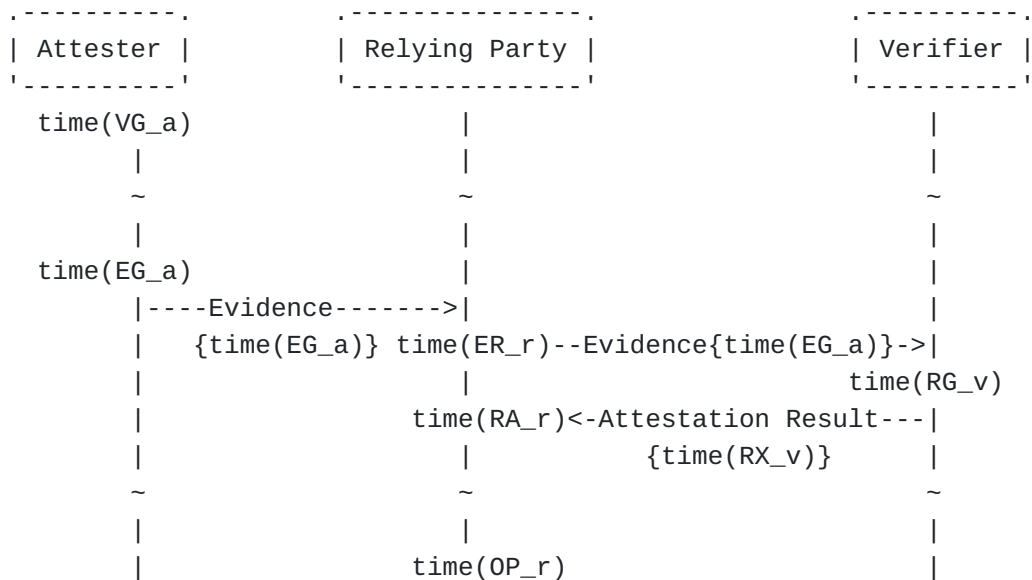 .----------.         .---------------.                .----------.
| Attester |         | Relying Party |                | Verifier |
'----------'         '---------------'                '----------'
  time(VG_a)                 |                             |
        |                    |                             |
        ~                    ~                             ~
        |                    |                             |
  time(EG_a)                 |                             |
        |----Evidence------->|                             |
        |   {time(EG_a)} time(ER_r)--Evidence{time(EG_a)}->|
        |                    |                        time(RG_v)
        |                 time(RA_r)<-Attestation Result---|
        |                    |           {time(RX_v)}      |
        ~                    ~                             ~
        |                    |                             |
        |                 time(OP_r)                       |